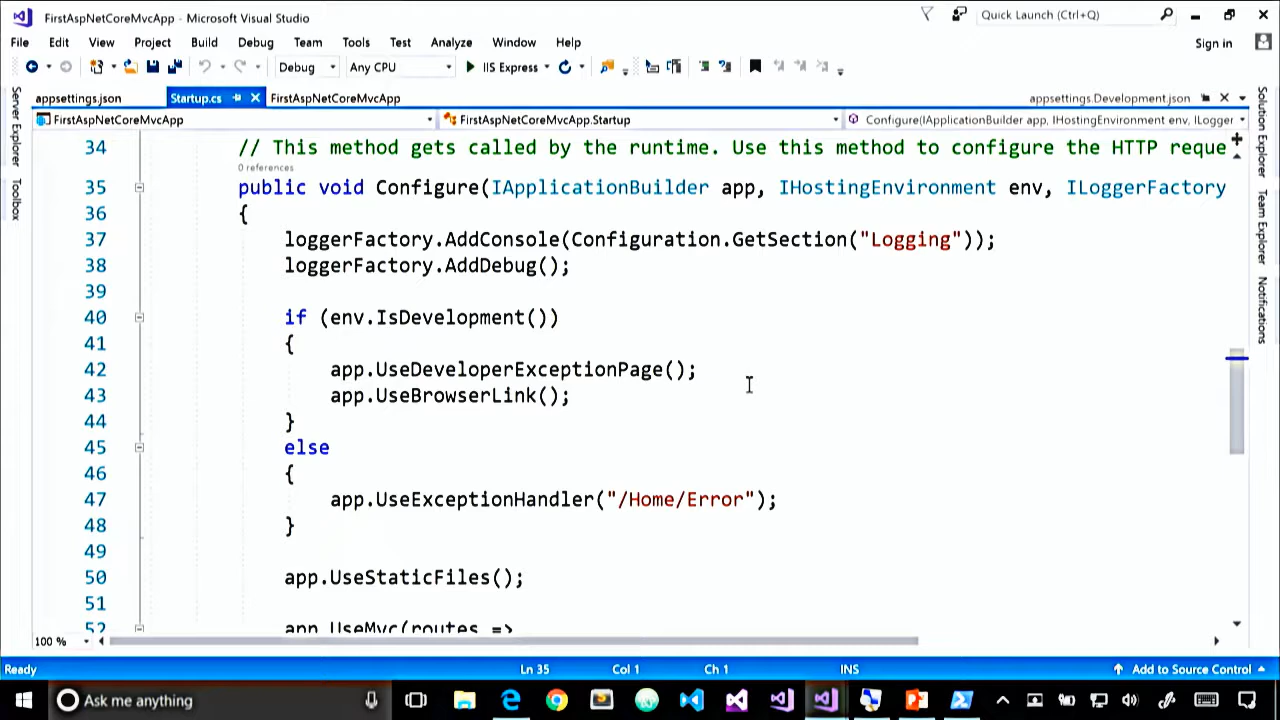 FirstAspNetCoreMvcApp - Microsoft Visual Studio
Quick Launch (Ctrl+Q)
File Edit View Project Build Debug Team Tools Test Analyze Window Help
Sign in
Debug Any CPU IIS Express
appsettings.json Startup.cs FirstAspNetCoreMvcApp appsettings.Development.json
FirstAspNetCoreMvcApp FirstAspNetCoreMvcApp.Startup Configure(IApplicationBuilder app, IHostingEnvironment env, ILogger
Server Explorer
Toolbox
Solution Explorer
Team Explorer
Notifications
34 // This method gets called by the runtime. Use this method to configure the HTTP reque
0 references
35 public void Configure(IApplicationBuilder app, IHostingEnvironment env, ILoggerFactory
36 {
37 loggerFactory.AddConsole(Configuration.GetSection("Logging"));
38 loggerFactory.AddDebug();
39
40 if (env.IsDevelopment())
41 {
42 app.UseDeveloperExceptionPage();
43 app.UseBrowserLink();
44 }
45 else
46 {
47 app.UseExceptionHandler("/Home/Error");
48 }
49
50 app.UseStaticFiles();
51
52 app.UseMvc(routes =>
100 %
Ready Ln 35 Col 1 Ch 1 INS Add to Source Control
Ask me anything